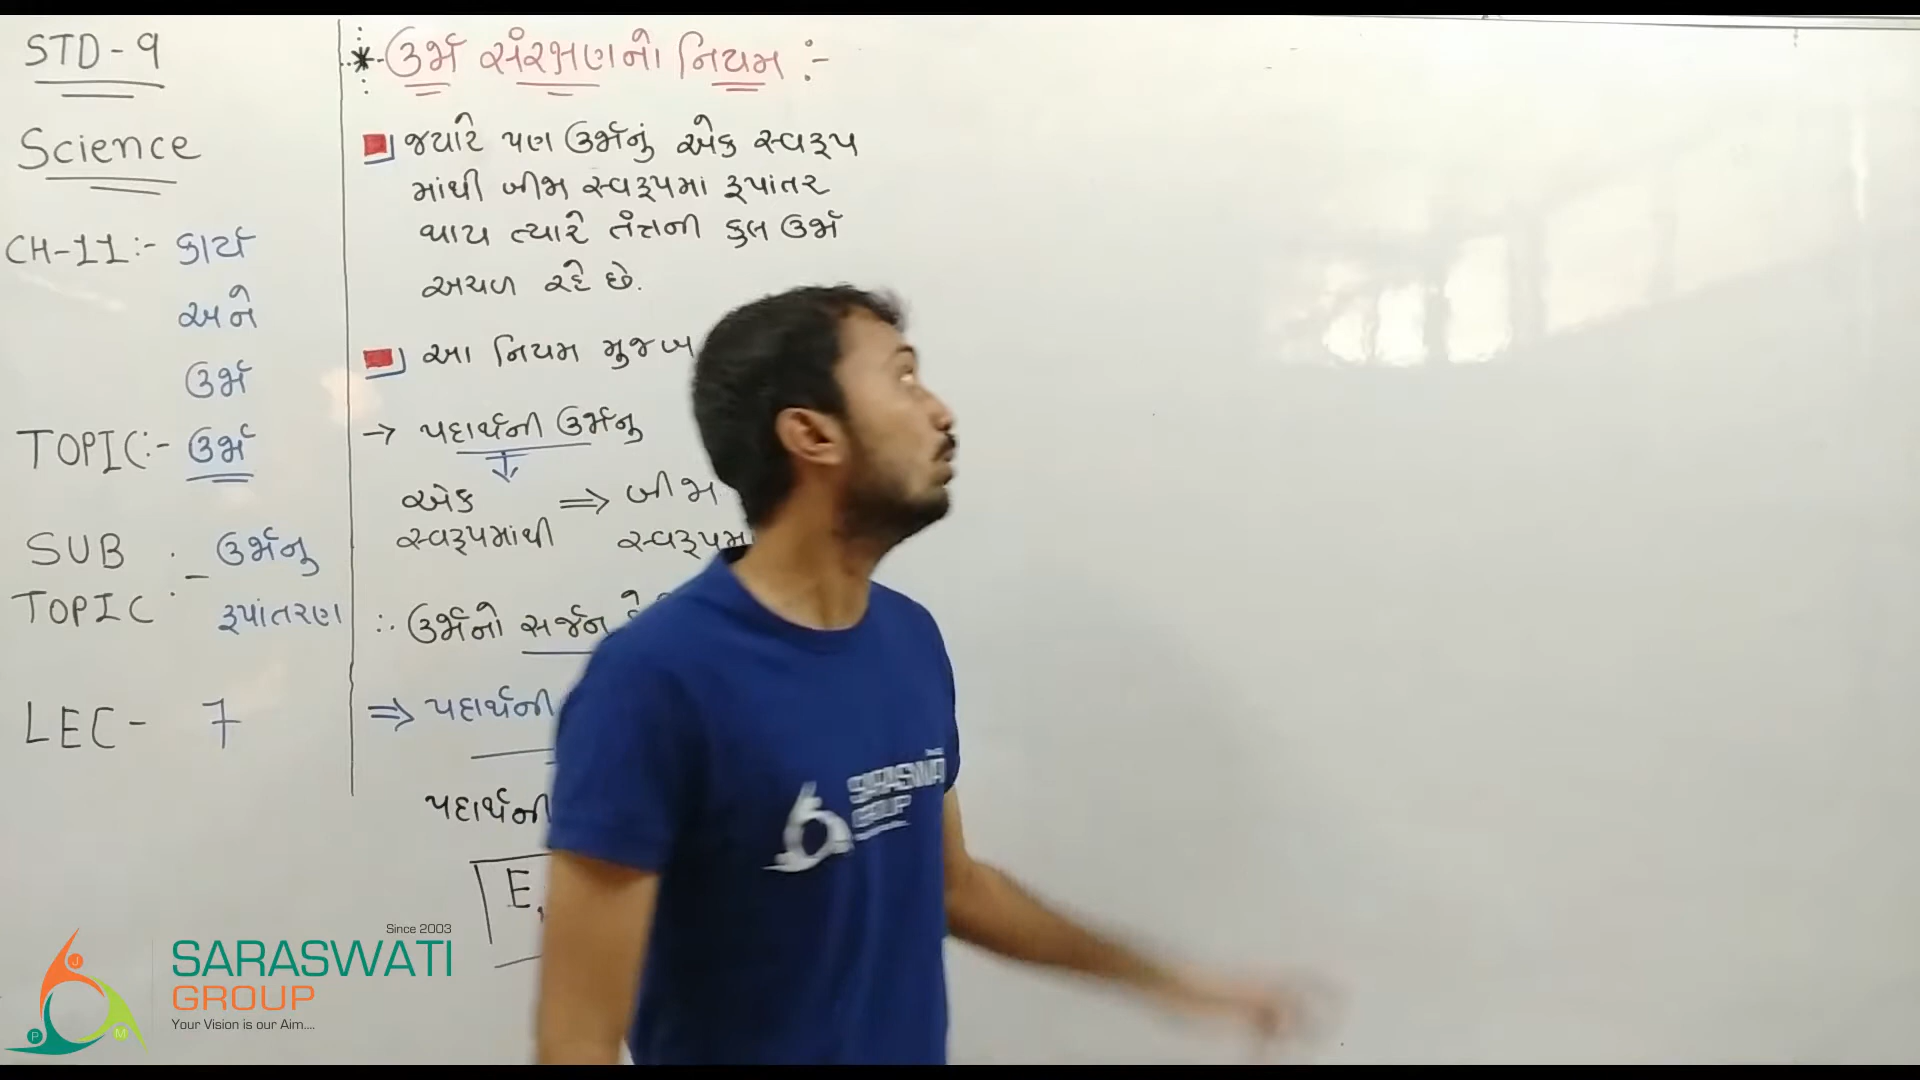 STD-9
Science
CH-11:- કાર્ય
અને
ઉર્જા
TOPIC:- ઉર્જા
SUB TOPIC :- ઉર્જાનુ
રૂપાંતરણ
LEC- 7
* ઉર્જા સંરક્ષણનો નિયમ :-
જ્યારે પણ ઉર્જાનું એક સ્વરૂપ
માંથી બીજા સ્વરૂપમાં રૂપાંતર
થાય ત્યારે તંત્રની કુલ ઉર્જા
અચળ રહે છે.
આ નિયમ મુજબ
→ પદાર્થની ઉર્જાનુ
એક ⇒ બીજા
સ્વરૂપમાંથી સ્વરૂપમાં
∴ ઉર્જાનો સર્જન
⇒ પદાર્થની
પદાર્થની
E
SARASWATI
GROUP
Since 2003
SARASWATI
GROUP
Your Vision is our Aim....
J
P
M